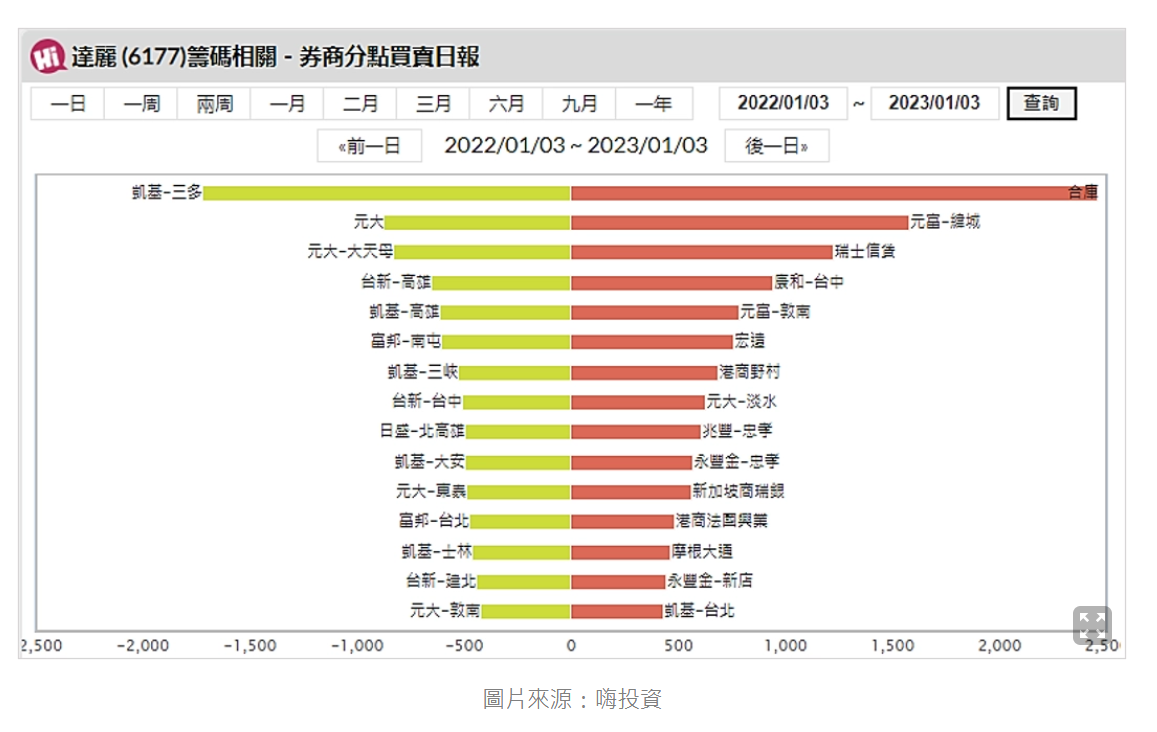 Hi 達麗 (6177)籌碼相關 - 券商分點買賣日報
一日 一周 兩周 一月 二月 三月 六月 九月 一年 2022/01/03 ~ 2023/01/03 查詢
«前一日 2022/01/03 ~ 2023/01/03 後一日»
凱基-三多 合庫
元大 元富-緯城
元大-大天母 瑞士信貸
台新-高雄 宸和-台中
凱基-高雄 元富-敦南
富邦-南屯 宏遠
凱基-三峽 港商野村
台新-台中 元大-淡水
日盛-北高雄 兆豐-忠孝
凱基-大安 永豐金-忠孝
元大-東泰 新加坡商瑞銀
富邦-台北 港商法國興業
凱基-士林 摩根大通
台新-建北 永豐金-新店
元大-敦南 凱基-台北
2,500 -2,000 -1,500 -1,000 -500 0 500 1,000 1,500 2,000 2,50
圖片來源：嗨投資